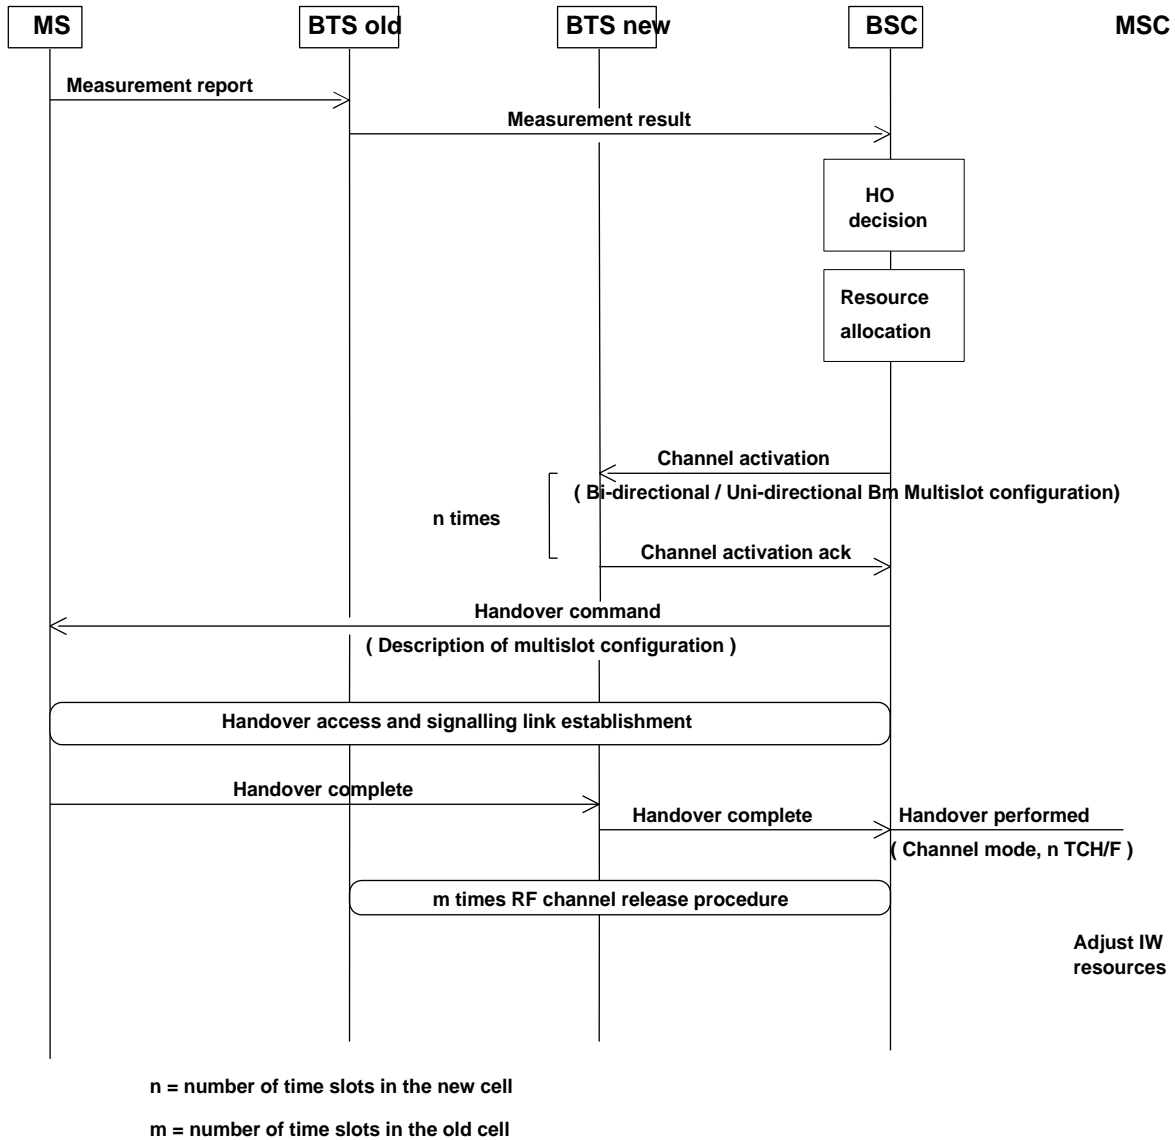 MS BTS old BTS new BSC MSC
Measurement report
Measurement result
HO
decision
Resource
allocation
Channel activation
( Bi-directional / Uni-directional Bm Multislot configuration)
n times
Channel activation ack
Handover command
( Description of multislot configuration )
Handover access and signalling link establishment
Handover complete
Handover complete
Handover performed
( Channel mode, n TCH/F )
m times RF channel release procedure
Adjust IW
resources
n = number of time slots in the new cell
m = number of time slots in the old cell